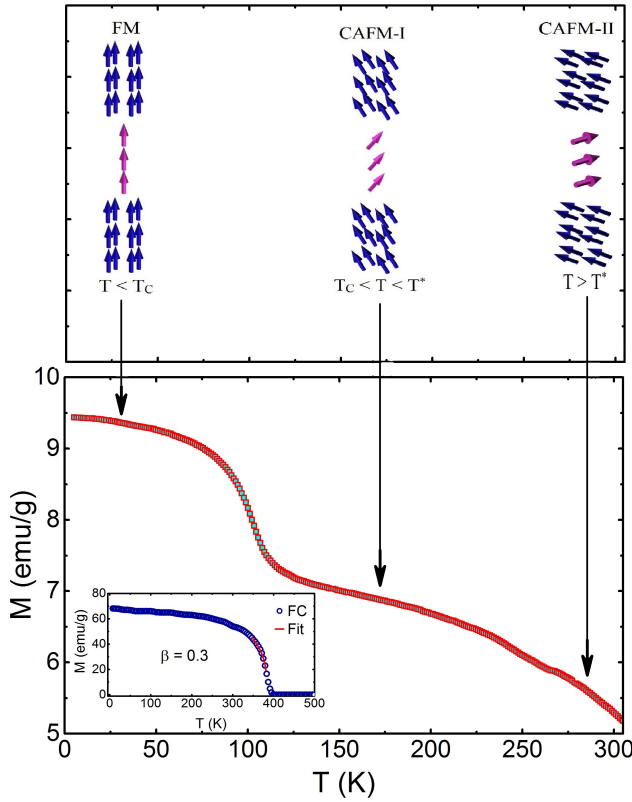 FM
CAFM-I
CAFM-II
T < TC
TC < T < T*
T > T*
10
9
8
7
6
5
M (emu/g)
0
50
100
150
200
250
300
T (K)
80
60
40
20
0
M (emu/g)
FC
Fit
β = 0.3
0
100
200
300
400
500
T (K)